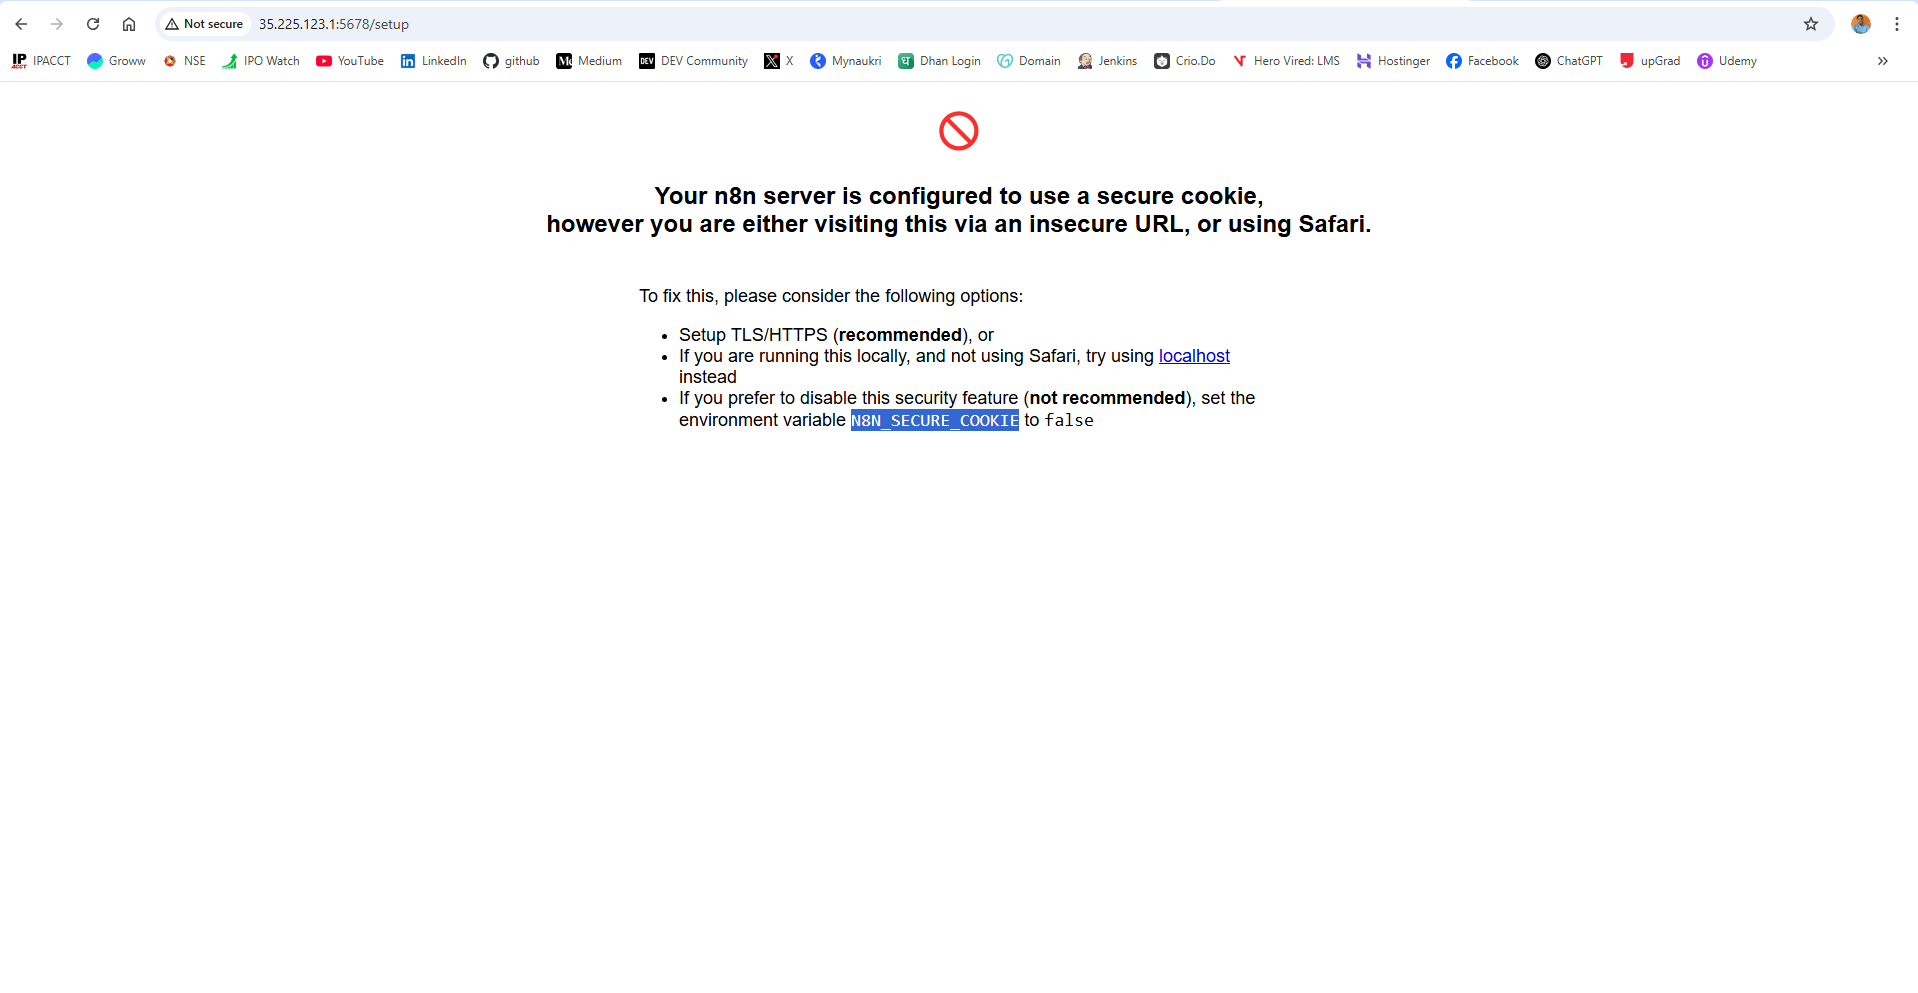 Not secure 35.225.123.1:5678/setup
IP ACCT IPACCT Groww NSE IPO Watch YouTube in LinkedIn github Medium DEV DEV Community X Mynaukri Dhan Login Domain Jenkins Crio.Do Hero Vired: LMS Hostinger Facebook ChatGPT upGrad Udemy »
Your n8n server is configured to use a secure cookie,
however you are either visiting this via an insecure URL, or using Safari.
To fix this, please consider the following options:
• Setup TLS/HTTPS (recommended), or
• If you are running this locally, and not using Safari, try using localhost
instead
• If you prefer to disable this security feature (not recommended), set the
environment variable N8N_SECURE_COOKIE to false